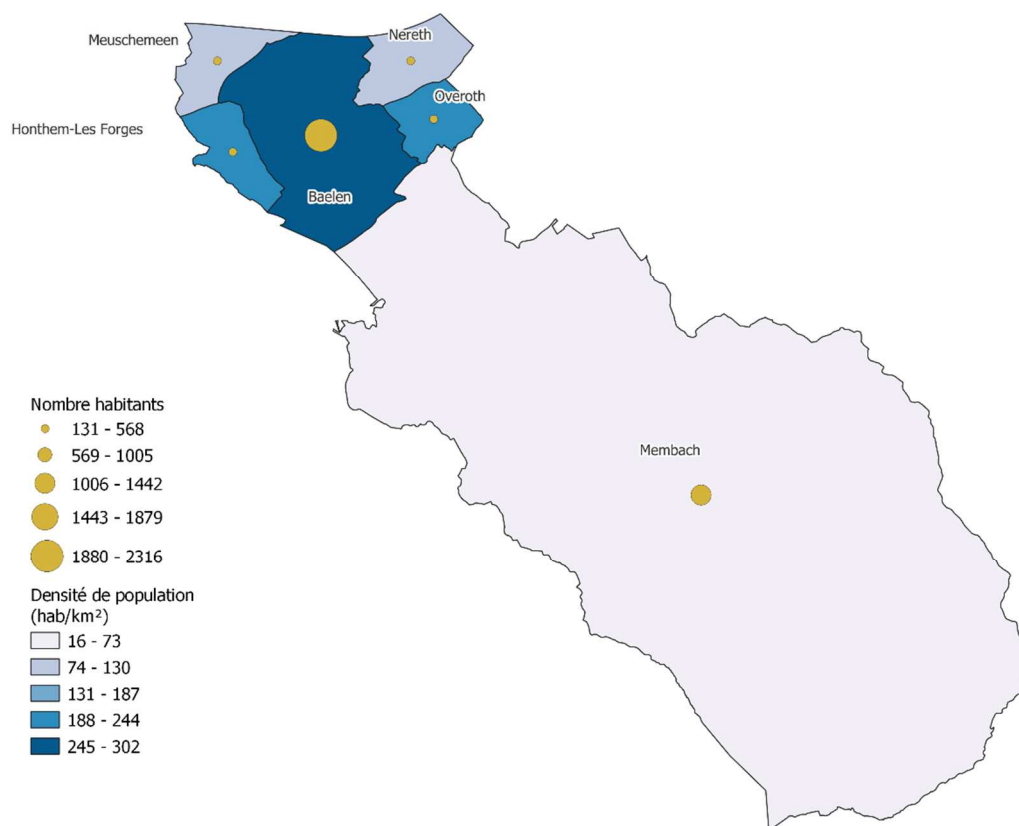 Meuschemeen
Nereth
Overoth
Honthem-Les Forges
Baelen
Membach
Nombre habitants
131 - 568
569 - 1005
1006 - 1442
1443 - 1879
1880 - 2316
Densité de population
(hab/km²)
16 - 73
74 - 130
131 - 187
188 - 244
245 - 302